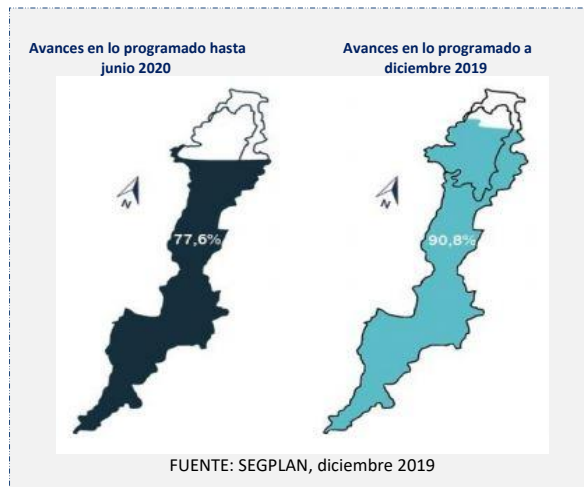 Avances en lo programado hasta
junio 2020
Avances en lo programado a
diciembre 2019
N
77,6%
N
90,8%
FUENTE: SEGPLAN, diciembre 2019